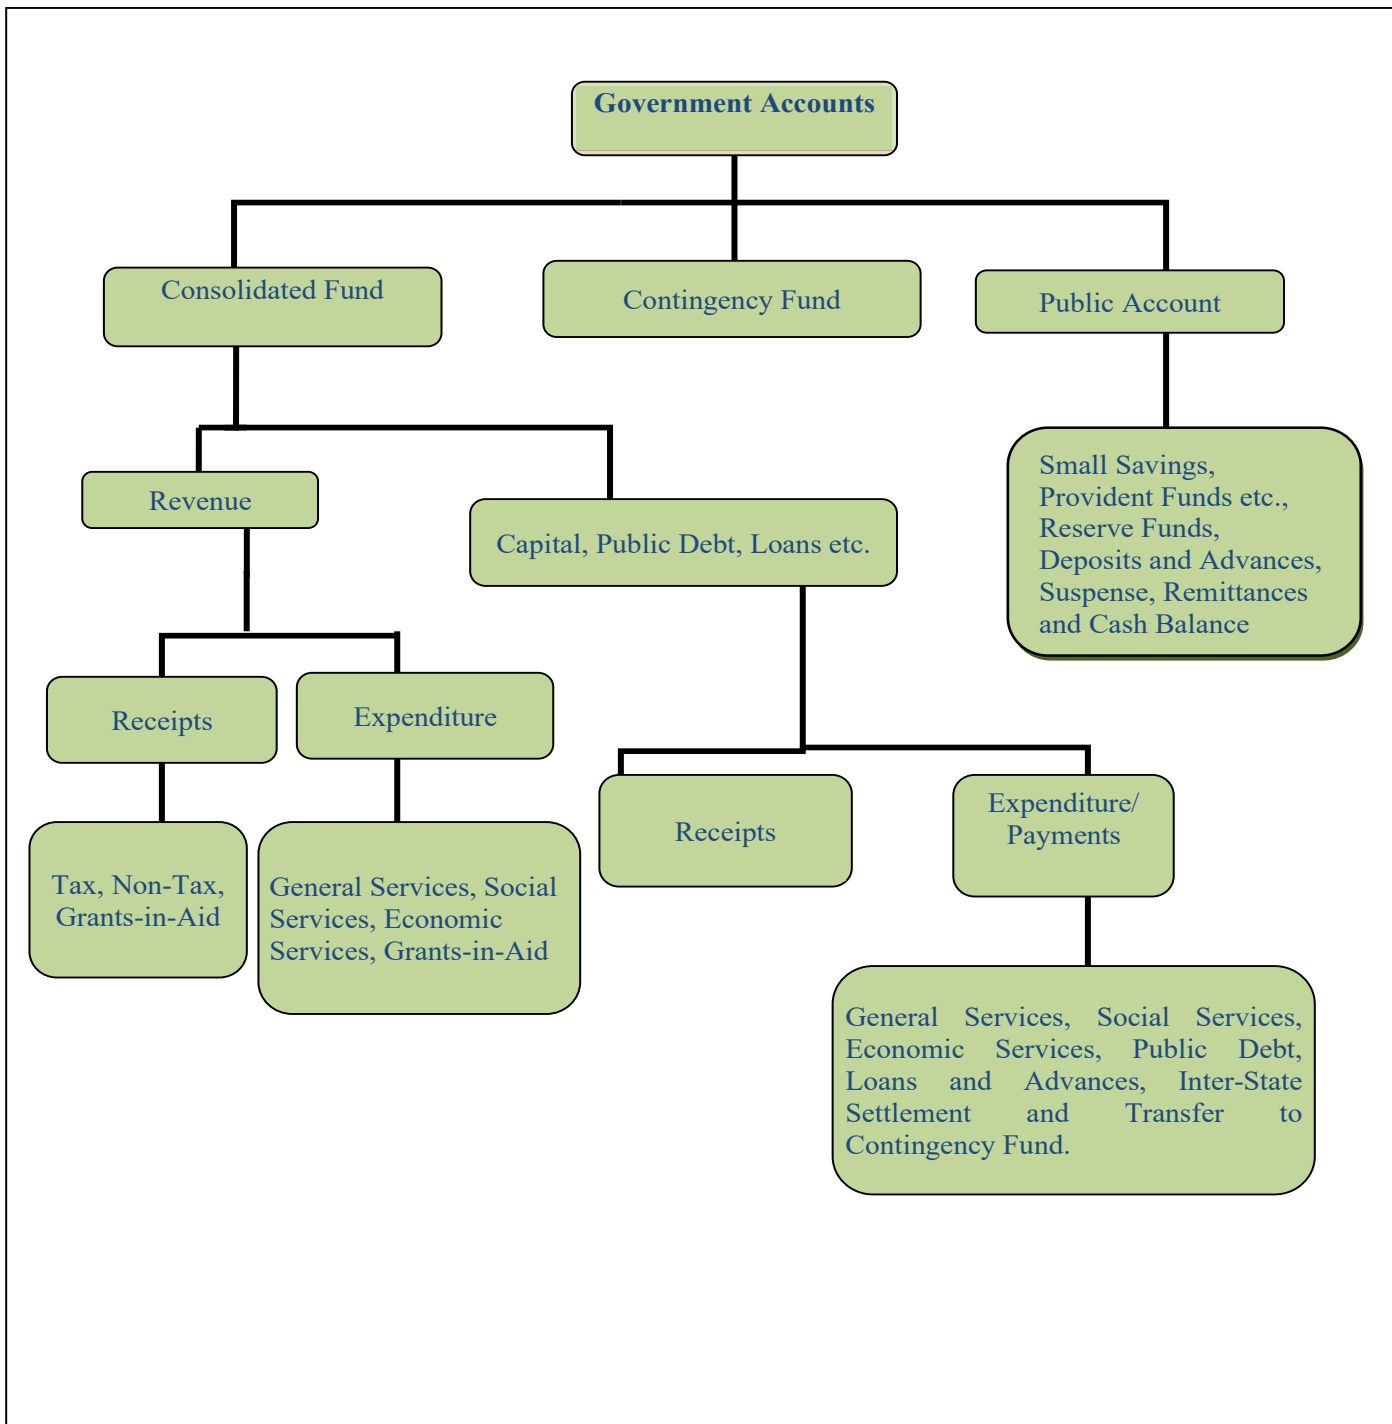 Government Accounts
Consolidated Fund
Contingency Fund
Public Account
Small Savings,
Provident Funds etc.,
Reserve Funds,
Deposits and Advances,
Suspense, Remittances
and Cash Balance
Revenue
Capital, Public Debt, Loans etc.
Receipts
Expenditure
Tax, Non-Tax,
Grants-in-Aid
General Services, Social
Services, Economic
Services, Grants-in-Aid
Receipts
Expenditure/
Payments
General Services, Social Services,
Economic Services, Public Debt,
Loans and Advances, Inter-State
Settlement and Transfer to
Contingency Fund.